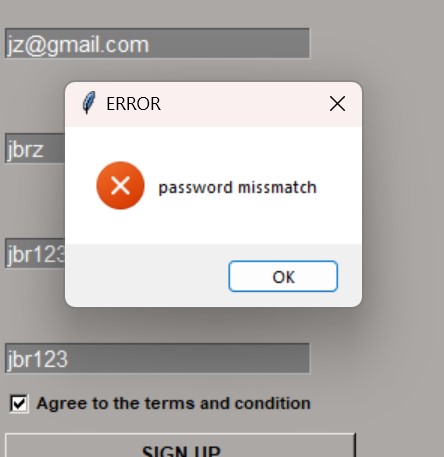 jz@gmail.com
ERROR
jbrz
password missmatch
jbr123
OK
jbr123
Agree to the terms and condition
SIGN UP